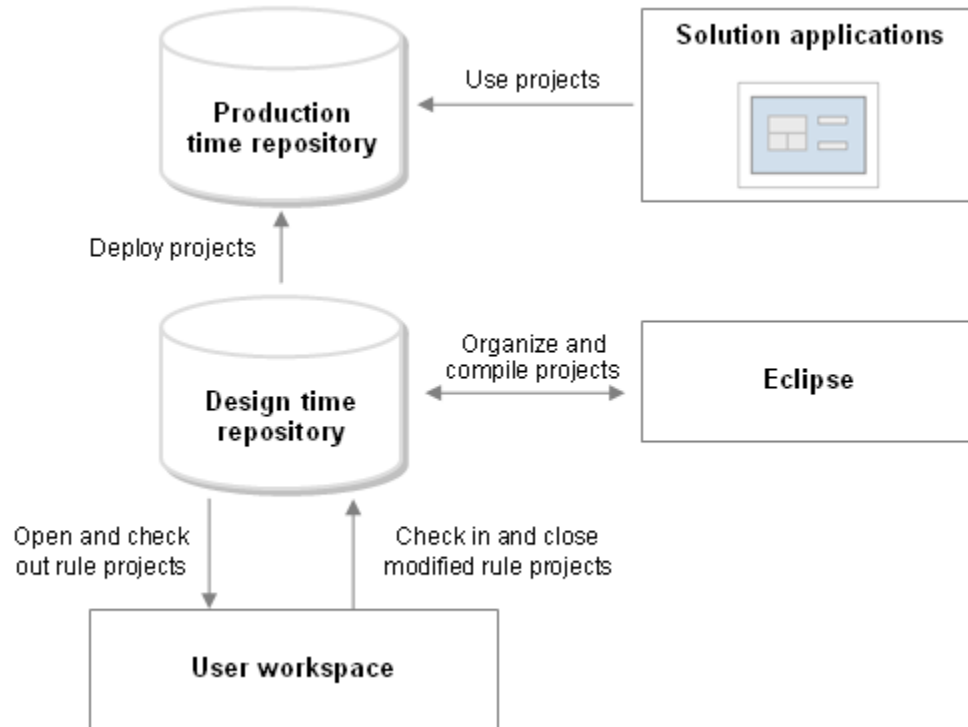 Solution applications
Use projects
Production
time repository
Deploy projects
Organize and
compile projects
Eclipse
Design time
repository
Open and check
out rule projects
Check in and close
modified rule projects
User workspace